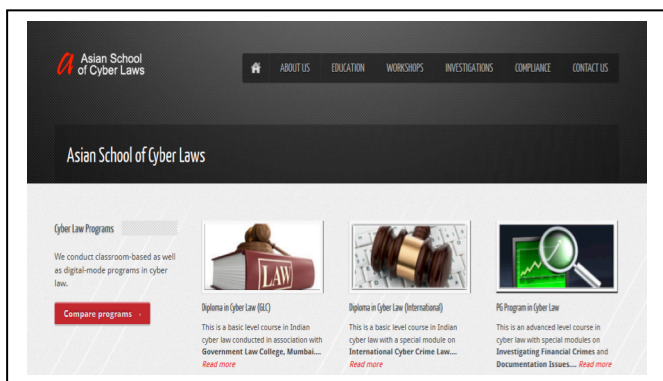 Asian School
of Cyber Laws
ABOUT US EDUCATION WORKSHOPS INVESTIGATIONS COMPLIANCE CONTACT US
Asian School of Cyber Laws
Cyber Law Programs
We conduct classroom-based as well
as digital-mode programs in cyber
law.
Compare programs ›
LAW
Diploma in Cyber Law (GLC)
This is a basic level course in Indian
cyber law conducted in association with
Government Law College, Mumbai....
Read more
Diploma in Cyber Law (International)
This is a basic level course in Indian
cyber law with a special module on
International Cyber Crime Law....
Read more
PG Program in Cyber Law
This is an advanced level course in
cyber law with special modules on
Investigating Financial Crimes and
Documentation Issues.... Read more